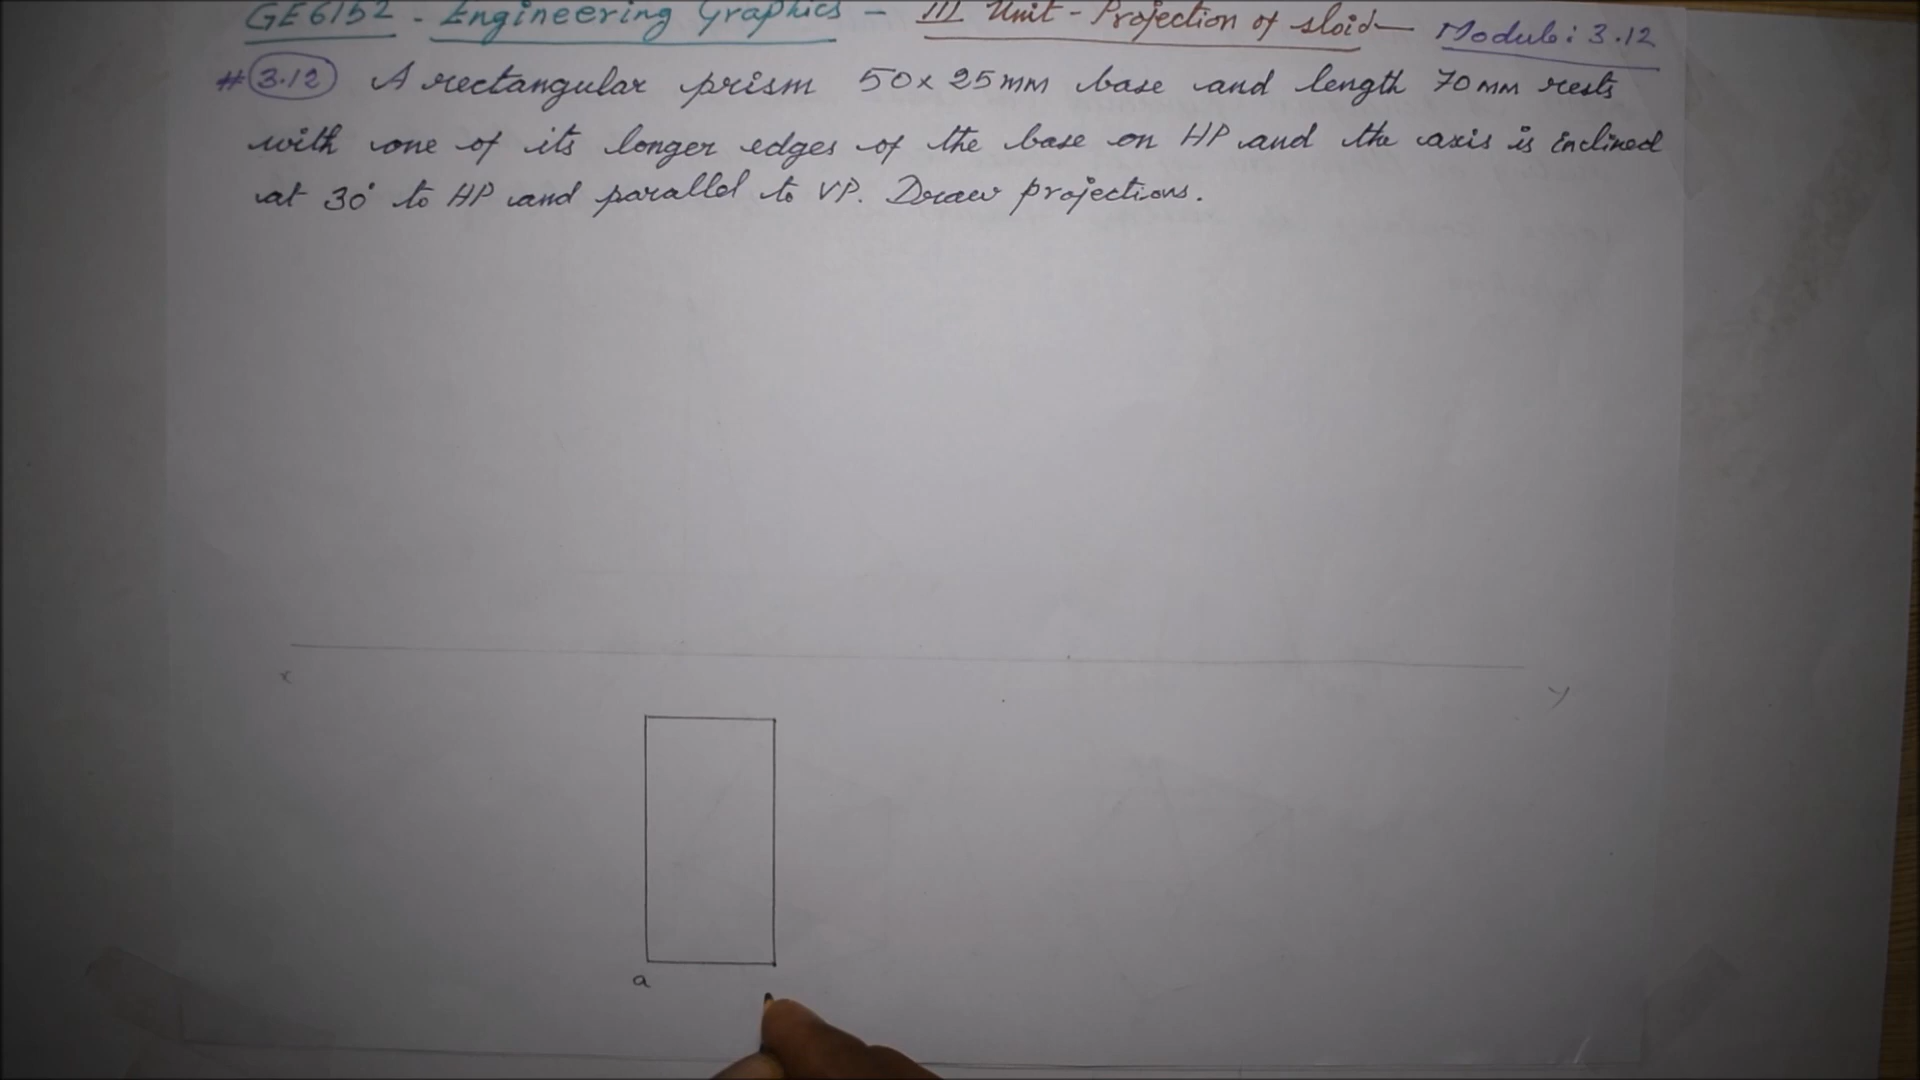 GE6152 - Engineering Graphics - III Unit - Projection of sloid - Module: 3.12
#3.12 A rectangular prism 50x25mm base and length 70mm rests
with one of its longer edges of the base on HP and the axis is inclined
at 30° to HP and parallel to VP. Draw projections.
x y
a